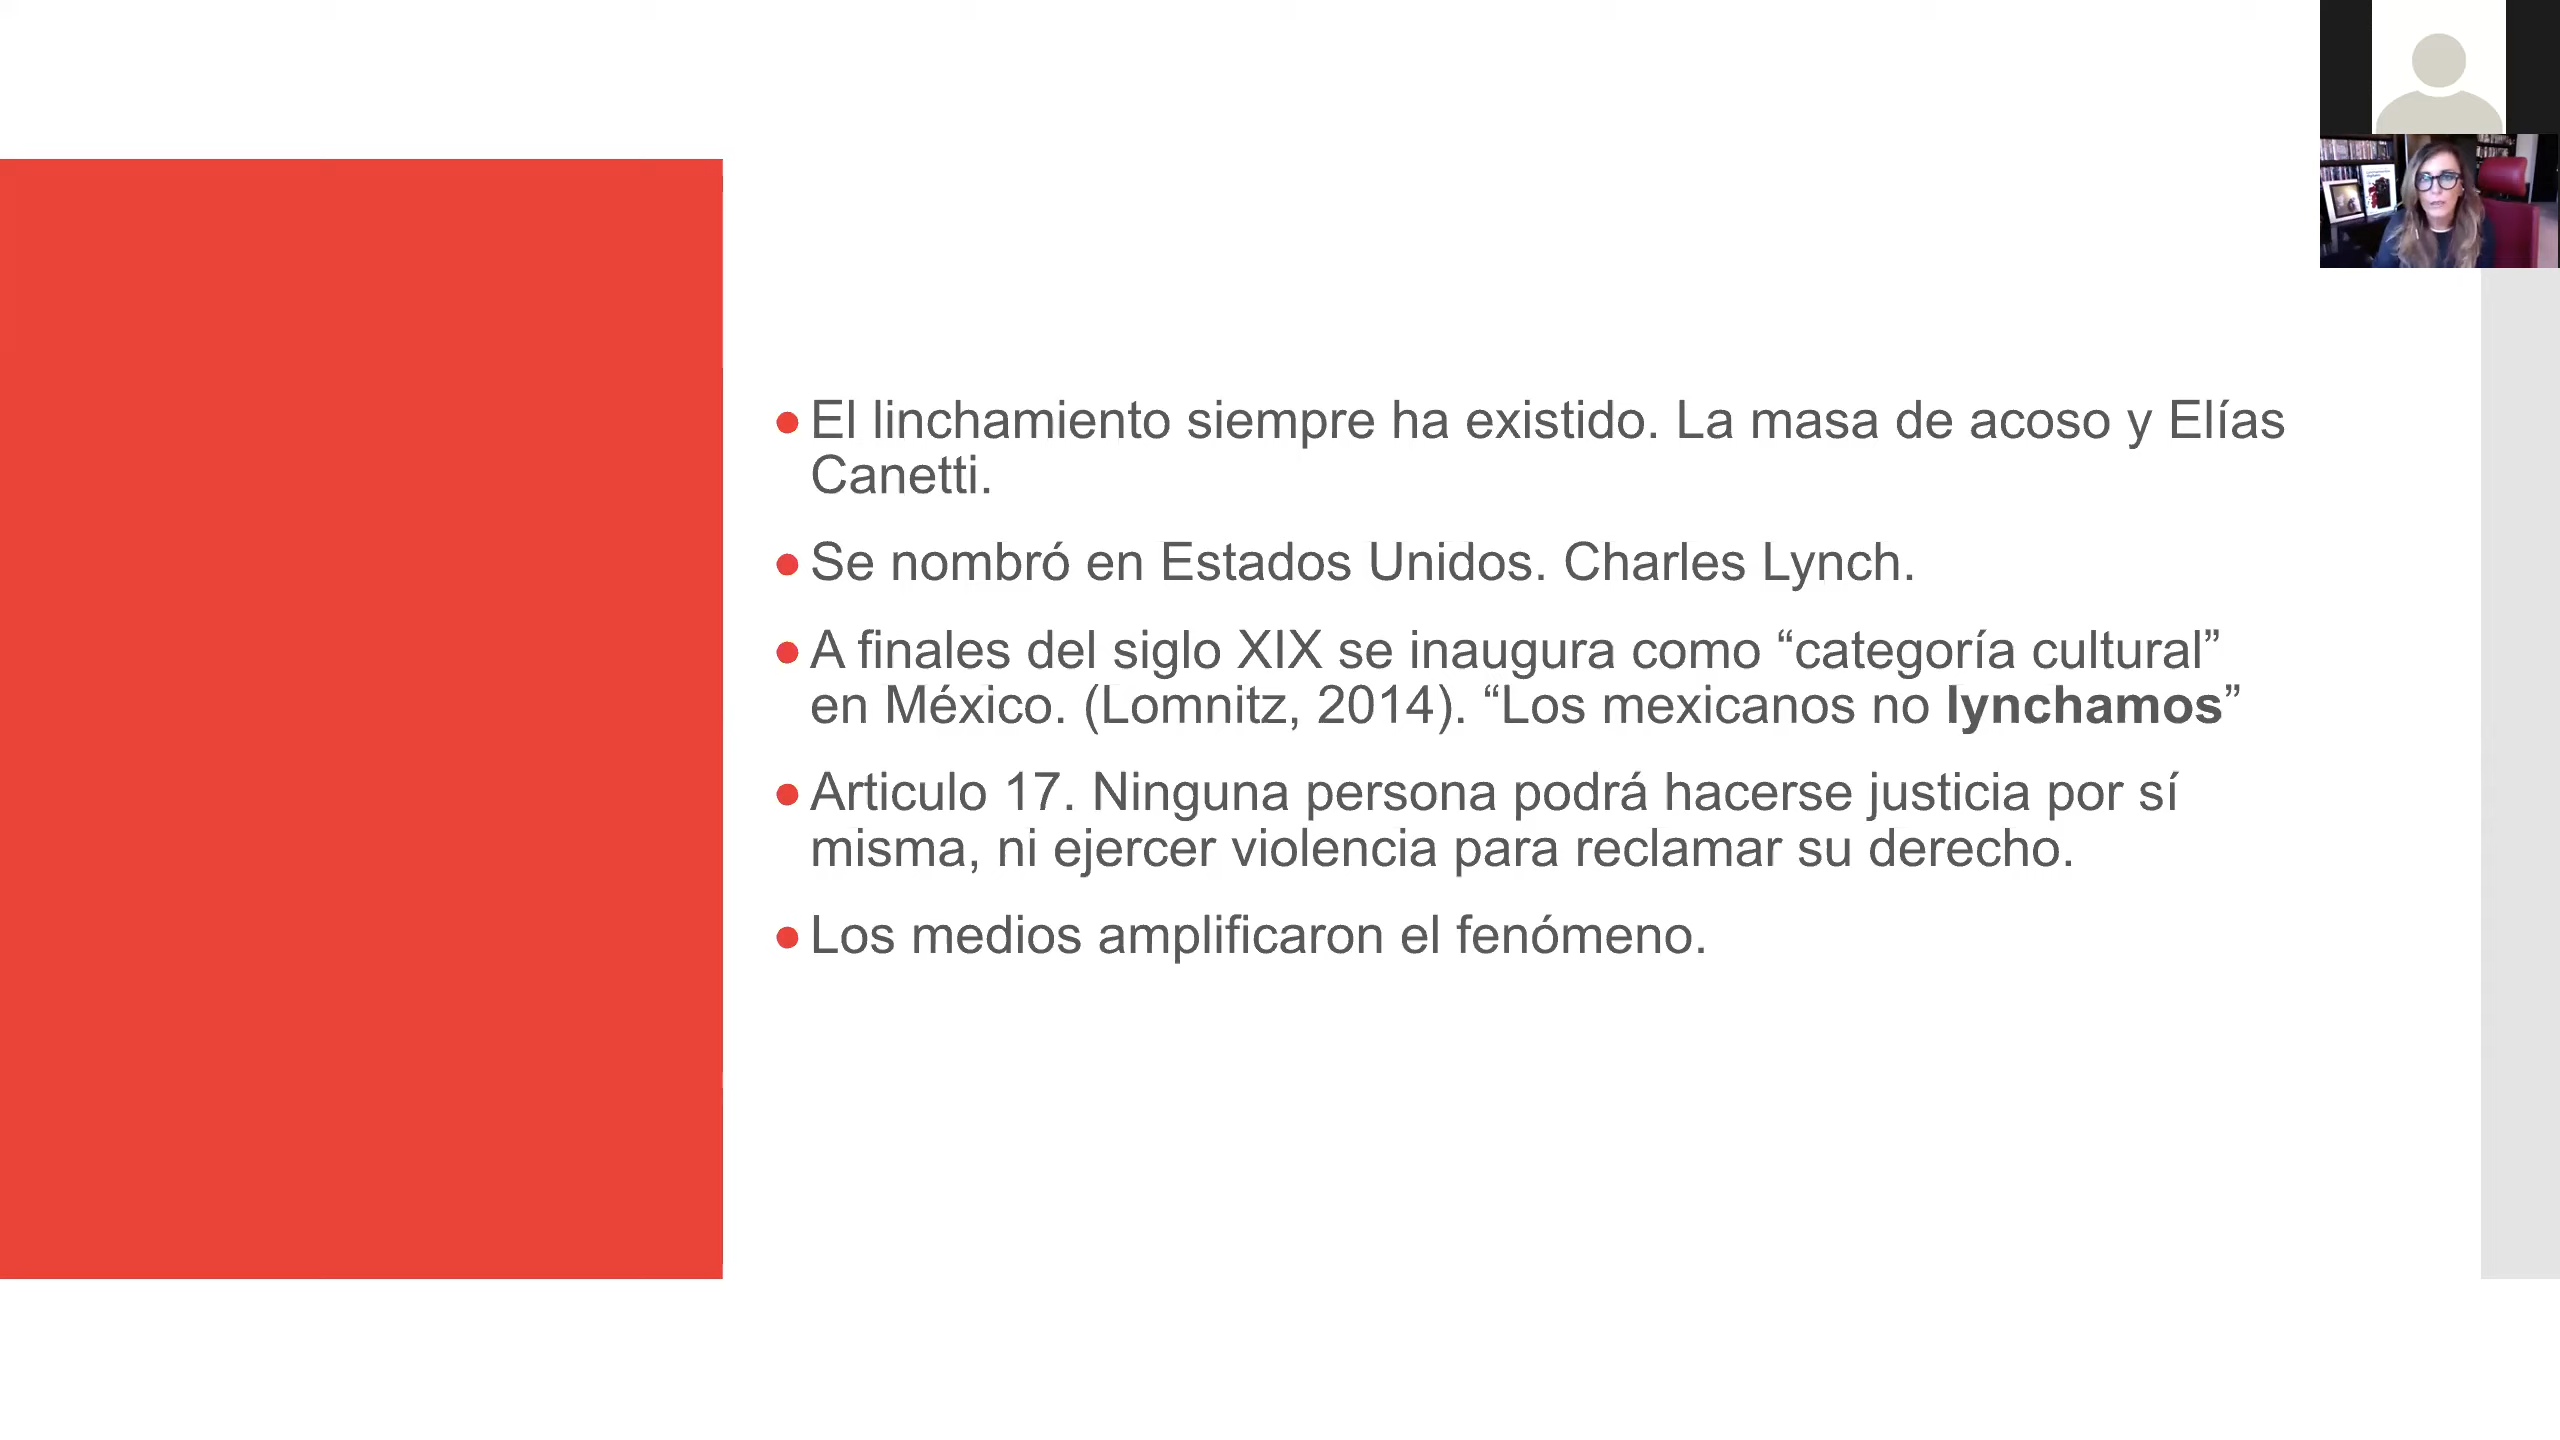 ● El linchamiento siempre ha existido. La masa de acoso y Elías
Canetti.
● Se nombró en Estados Unidos. Charles Lynch.
● A finales del siglo XIX se inaugura como “categoría cultural”
en México. (Lomnitz, 2014). “Los mexicanos no lynchamos”
● Articulo 17. Ninguna persona podrá hacerse justicia por sí
misma, ni ejercer violencia para reclamar su derecho.
● Los medios amplificaron el fenómeno.